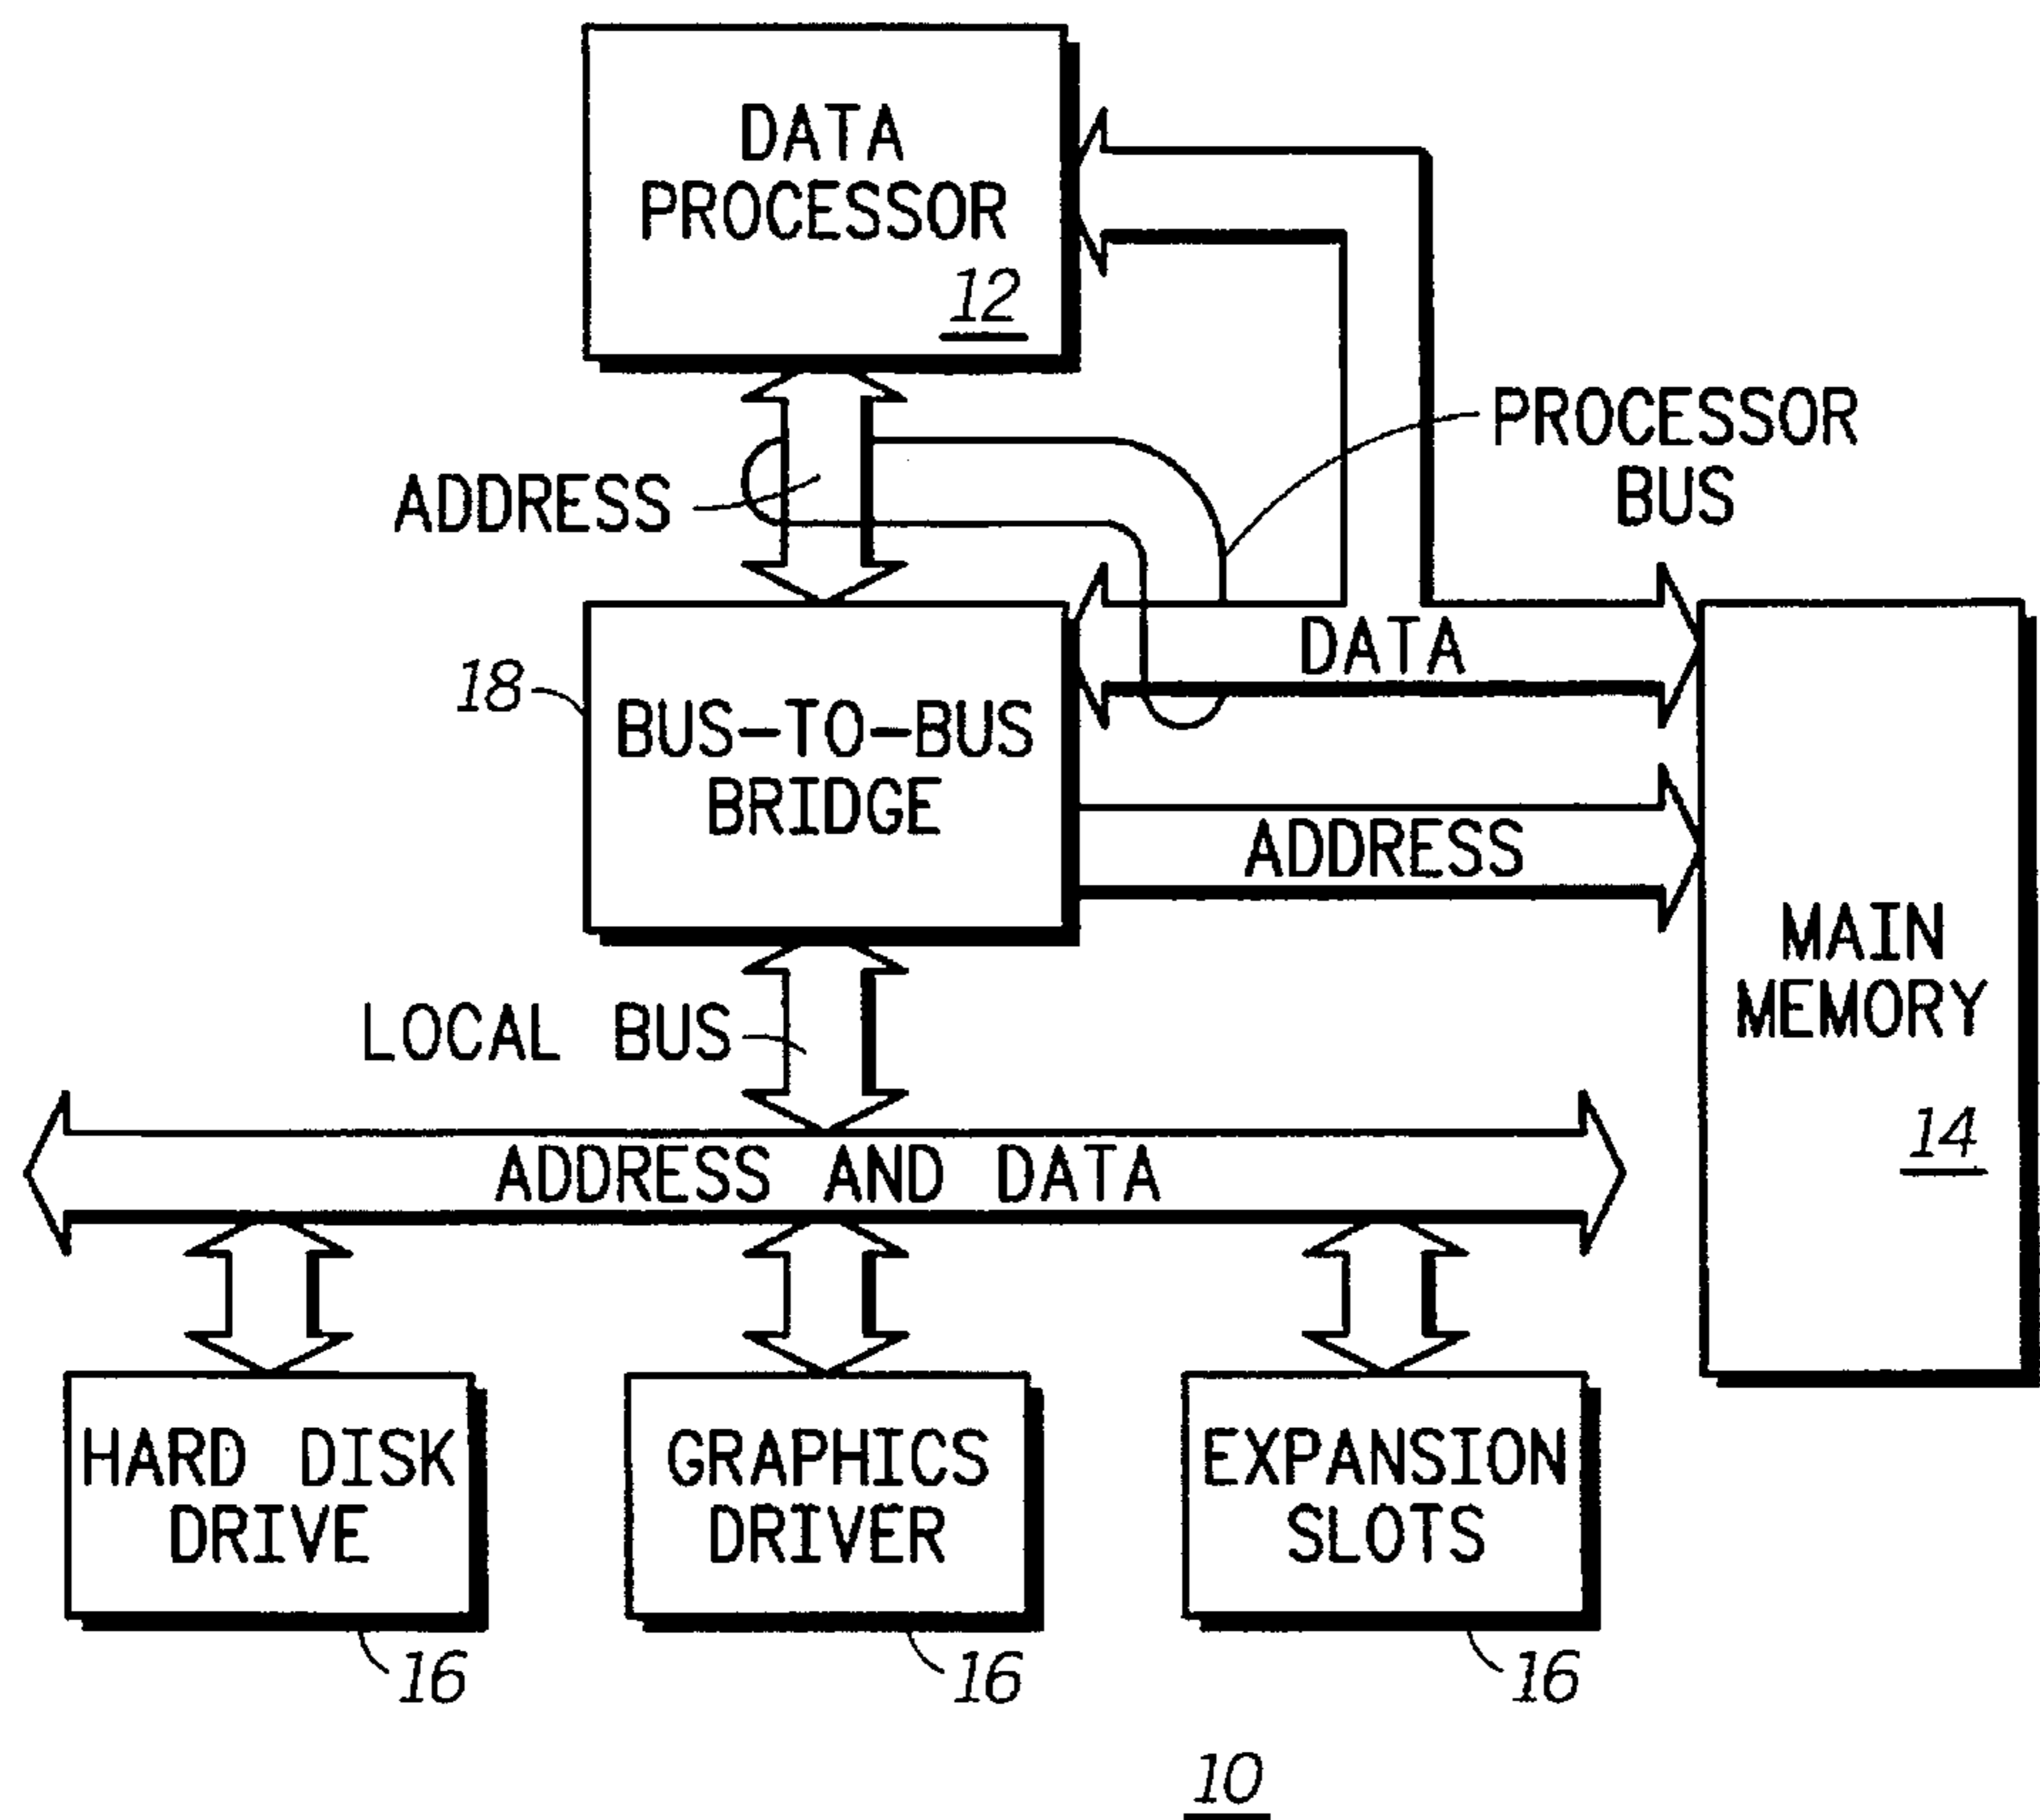 DATA
PROCESSOR
12
PROCESSOR
BUS
ADDRESS
DATA
18
BUS-TO-BUS
BRIDGE
ADDRESS
MAIN
MEMORY
14
LOCAL BUS
ADDRESS AND DATA
HARD DISK
DRIVE
16
GRAPHICS
DRIVER
16
EXPANSION
SLOTS
16
10